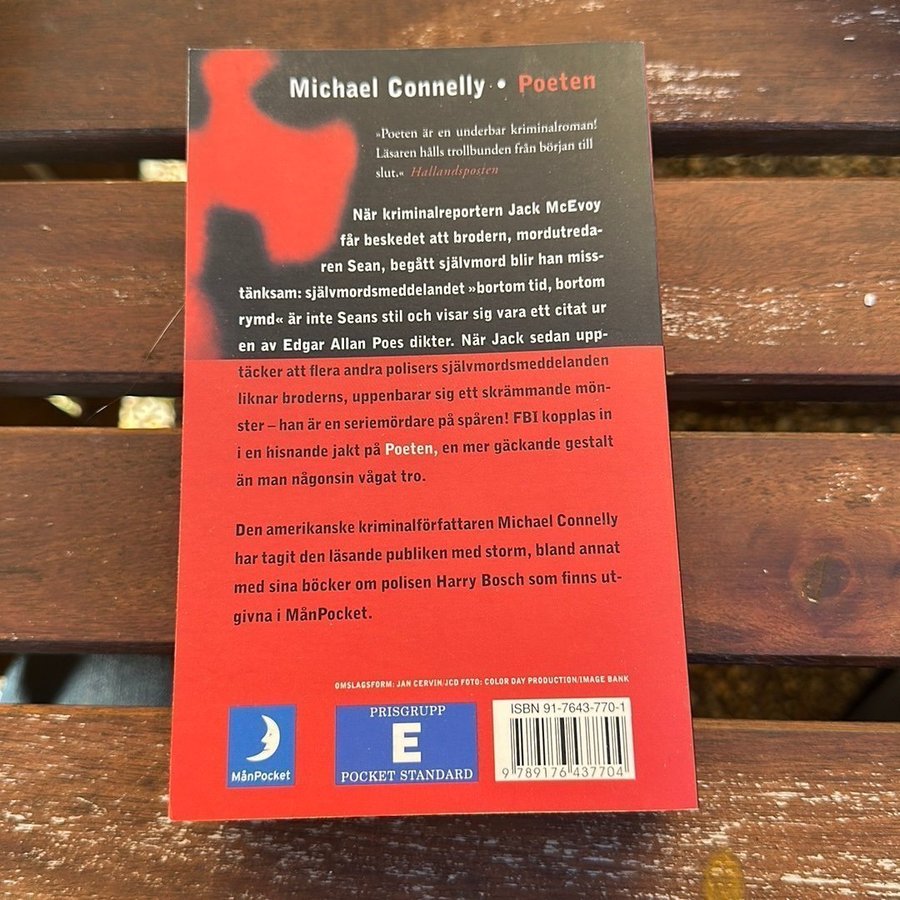 Michael Connelly • Poeten
»Poeten är en underbar kriminalroman!
Läsaren hålls trollbunden från början till
slut.« Hallandsposten
När kriminalreportern Jack McEvoy
får beskedet att brodern, mordutreda-
ren Sean, begått självmord blir han miss-
tänksam: självmordsmeddelandet »bortom tid, bortom
rymd« är inte Seans stil och visar sig vara ett citat ur
en av Edgar Allan Poes dikter. När Jack sedan upp-
täcker att flera andra polisers självmordsmeddelanden
liknar broderns, uppenbarar sig ett skrämmande mön-
ster – han är en seriemördare på spåren! FBI kopplas in
i en hisnande jakt på Poeten, en mer gäckande gestalt
än man någonsin vågat tro.
Den amerikanske kriminalförfattaren Michael Connelly
har tagit den läsande publiken med storm, bland annat
med sina böcker om polisen Harry Bosch som finns ut-
givna i MånPocket.
OMSLAGSFORM: JAN CERVIN/JCD FOTO: COLOR DAY PRODUCTION/IMAGE BANK
MånPocket
PRISGRUPP
E
POCKET STANDARD
ISBN 91-7643-770-1
9 789176 437704